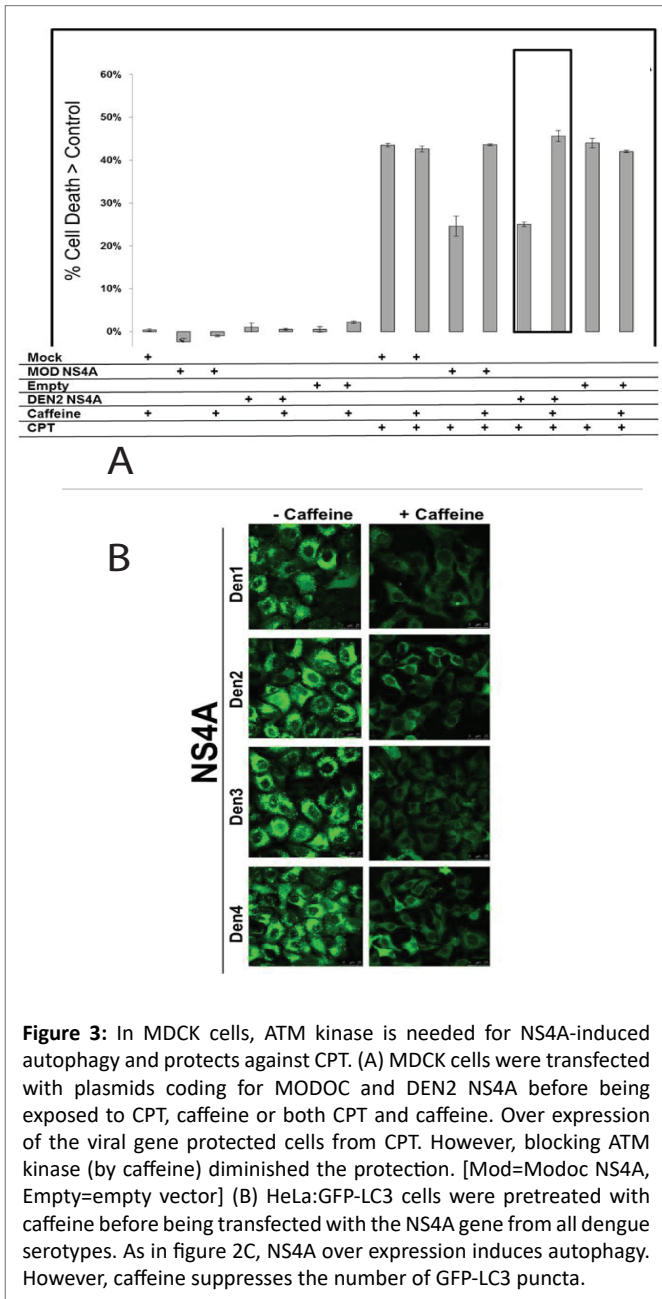 60%
50%
40%
30%
20%
10%
0%
% Cell Death > Control
Mock + + +
MOD NS4A + + + +
Empty + + + +
DEN2 NS4A + + + +
Caffeine + + + + + + + +
CPT + + + + + + + +
A
B
- Caffeine + Caffeine
NS4A
Den1
Den2
Den3
Den4
Figure 3: In MDCK cells, ATM kinase is needed for NS4A-induced
autophagy and protects against CPT. (A) MDCK cells were transfected
with plasmids coding for MODOC and DEN2 NS4A before being
exposed to CPT, caffeine or both CPT and caffeine. Over expression
of the viral gene protected cells from CPT. However, blocking ATM
kinase (by caffeine) diminished the protection. [Mod=Modoc NS4A,
Empty=empty vector] (B) HeLa:GFP-LC3 cells were pretreated with
caffeine before being transfected with the NS4A gene from all dengue
serotypes. As in figure 2C, NS4A over expression induces autophagy.
However, caffeine suppresses the number of GFP-LC3 puncta.